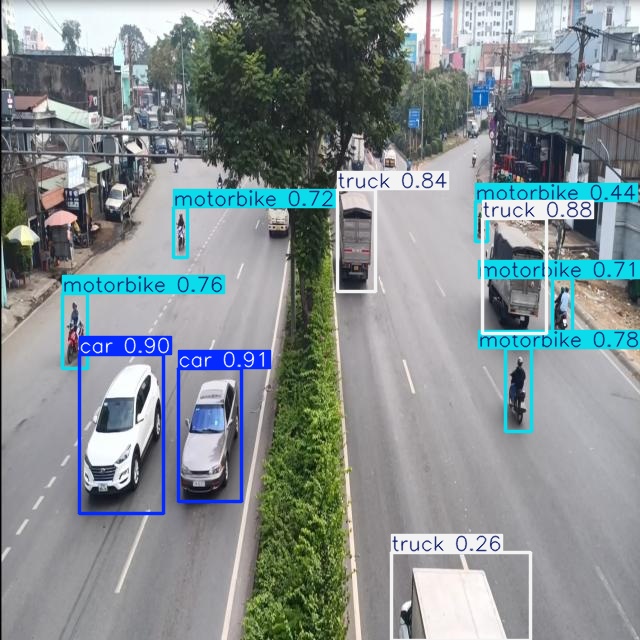 truck 0.84
motorbike 0.72
motorbike 0.44
truck 0.88
motorbike 0.71
motorbike 0.76
motorbike 0.78
car 0.90
car 0.91
truck 0.26